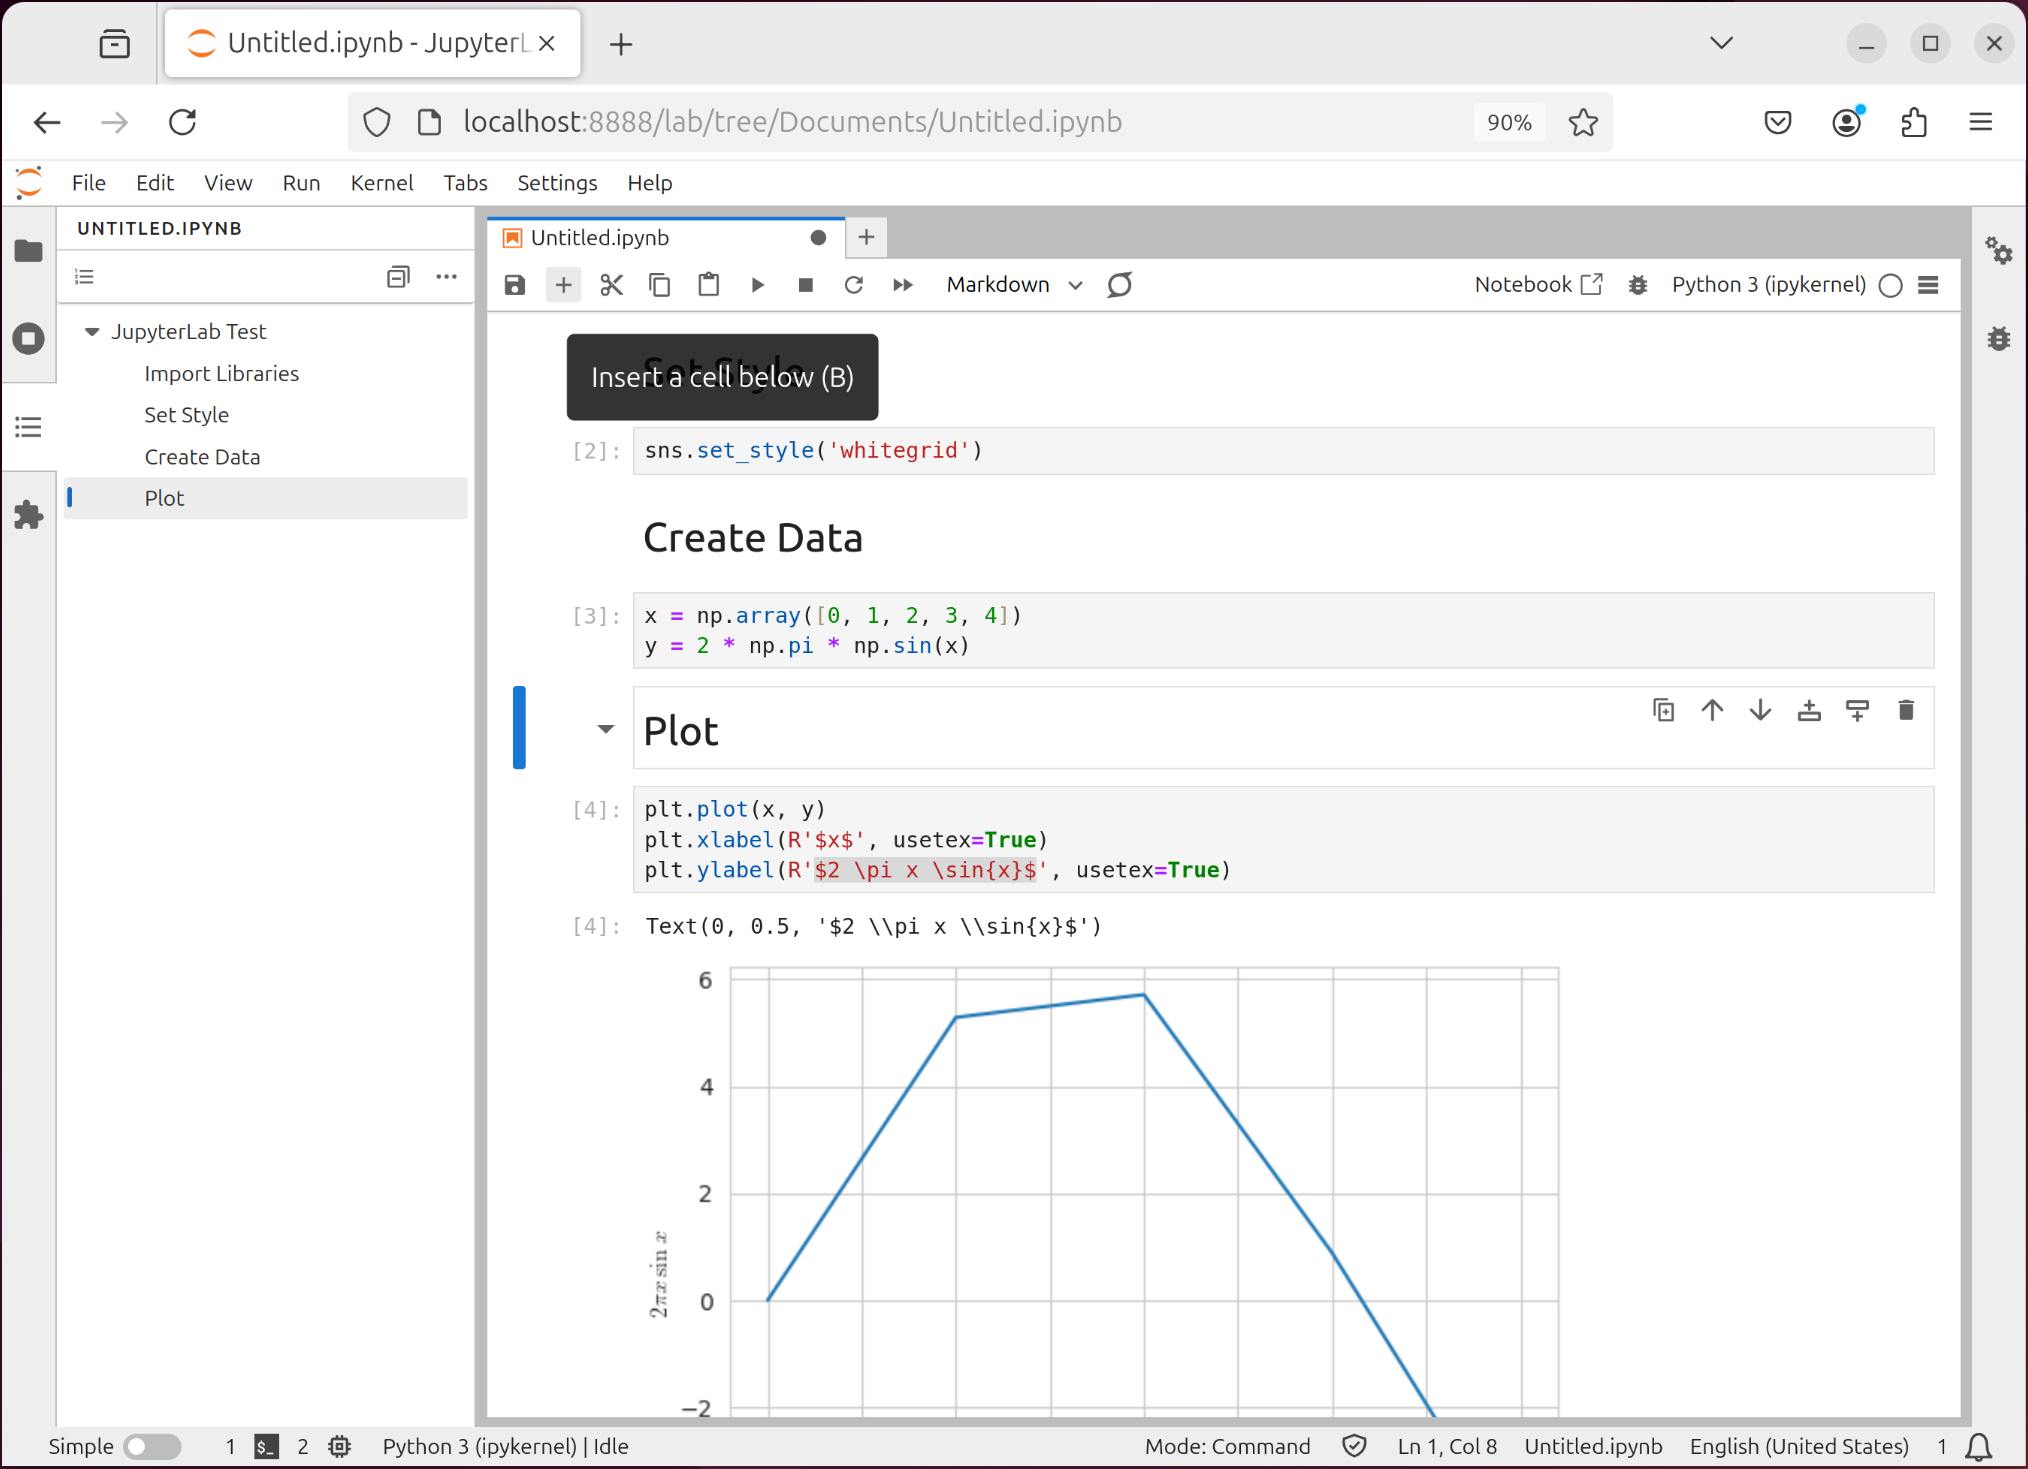 Untitled.ipynb - JupyterL
localhost:8888/lab/tree/Documents/Untitled.ipynb
90%
File Edit View Run Kernel Tabs Settings Help
UNTITLED.IPYNB
JupyterLab Test
Import Libraries
Set Style
Create Data
Plot
Untitled.ipynb
Markdown
Notebook
Python 3 (ipykernel)
Set Style
Insert a cell below (B)
[2]: sns.set_style('whitegrid')
Create Data
[3]: x = np.array([0, 1, 2, 3, 4])
y = 2 * np.pi * np.sin(x)
Plot
[4]: plt.plot(x, y)
plt.xlabel(R'$x$', usetex=True)
plt.ylabel(R'$2 \pi x \sin{x}$', usetex=True)
[4]: Text(0, 0.5, '$2 \\pi x \\sin{x}$')
6
4
2
0
−2
2πx sin x
Simple 1 $_ 2 Python 3 (ipykernel) | Idle Mode: Command Ln 1, Col 8 Untitled.ipynb English (United States) 1